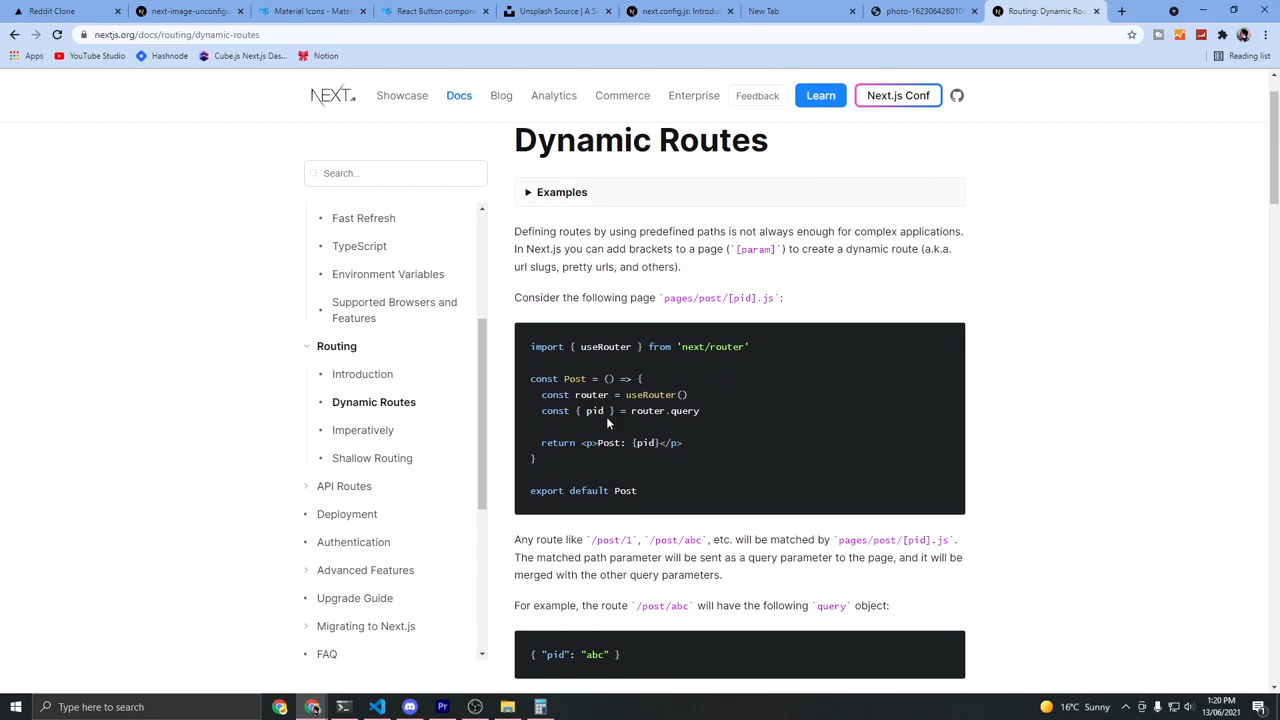 Reddit Clone
next-image-unconfigu
Material Icons - Materi
React Button compone
Dynamic Source | A S
next.config.js: Introduc
New Tab
photo-162306426010
Routing: Dynamic Rou
nextjs.org/docs/routing/dynamic-routes
Apps
YouTube Studio
Hashnode
Cube.js Next.js Das...
Notion
Reading list
NEXT.
Showcase
Docs
Blog
Analytics
Commerce
Enterprise
Feedback
Learn
Next.js Conf
Search...
Fast Refresh
TypeScript
Environment Variables
Supported Browsers and
Features
Routing
Introduction
Dynamic Routes
Imperatively
Shallow Routing
API Routes
Deployment
Authentication
Advanced Features
Upgrade Guide
Migrating to Next.js
FAQ
Dynamic Routes
Examples
Defining routes by using predefined paths is not always enough for complex applications.
In Next.js you can add brackets to a page (`[param]`) to create a dynamic route (a.k.a.
url slugs, pretty urls, and others).
Consider the following page `pages/post/[pid].js`:
import { useRouter } from 'next/router'
const Post = () => {
const router = useRouter()
const { pid } = router.query
return <p>Post: {pid}</p>
}
export default Post
Any route like `/post/1`, `/post/abc`, etc. will be matched by `pages/post/[pid].js`.
The matched path parameter will be sent as a query parameter to the page, and it will be
merged with the other query parameters.
For example, the route `/post/abc` will have the following `query` object:
{ "pid": "abc" }
Type here to search
Pr
16°C Sunny
1:20 PM
13/06/2021